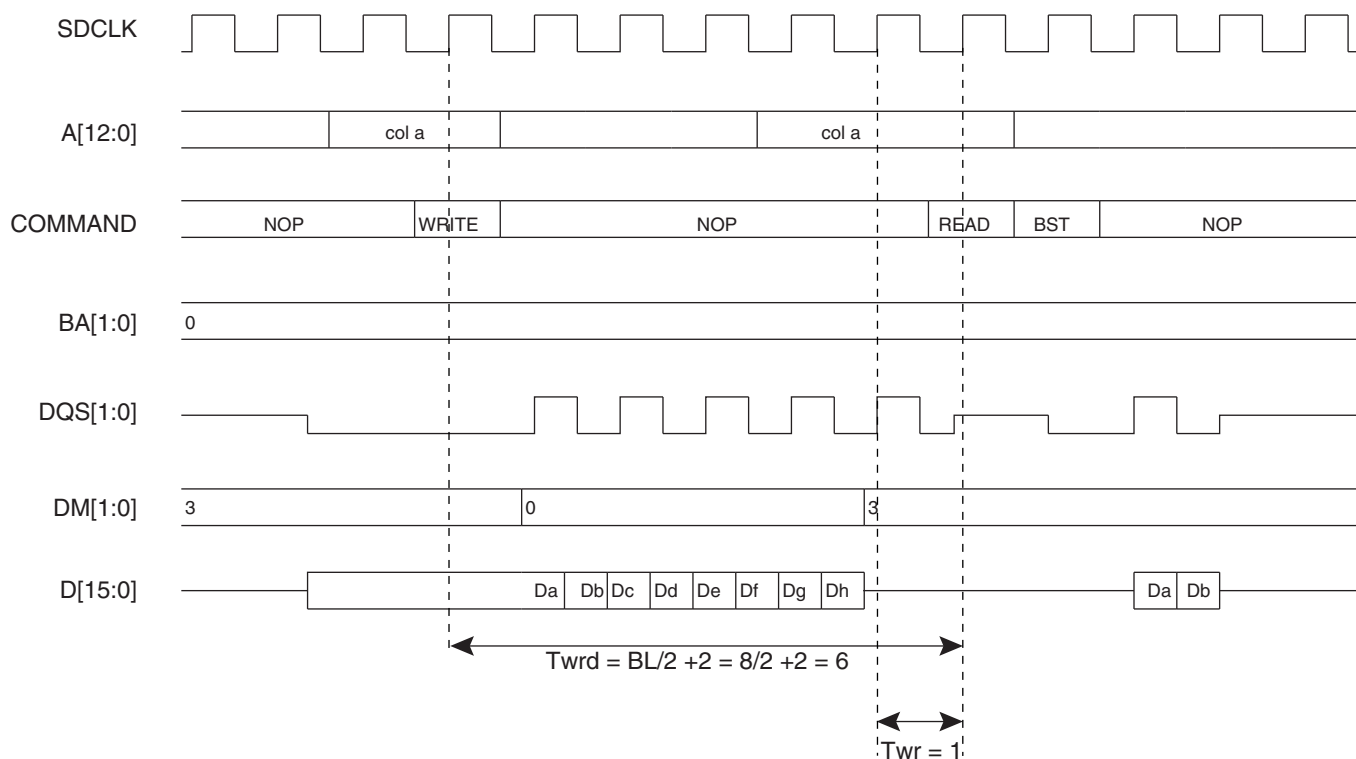 SDCLK
A[12:0] col a col a
COMMAND NOP WRITE NOP READ BST NOP
BA[1:0] 0
DQS[1:0]
DM[1:0] 3 0 3
D[15:0] Da Db Dc Dd De Df Dg Dh Da Db
Twrd = BL/2 +2 = 8/2 +2 = 6
Twr = 1